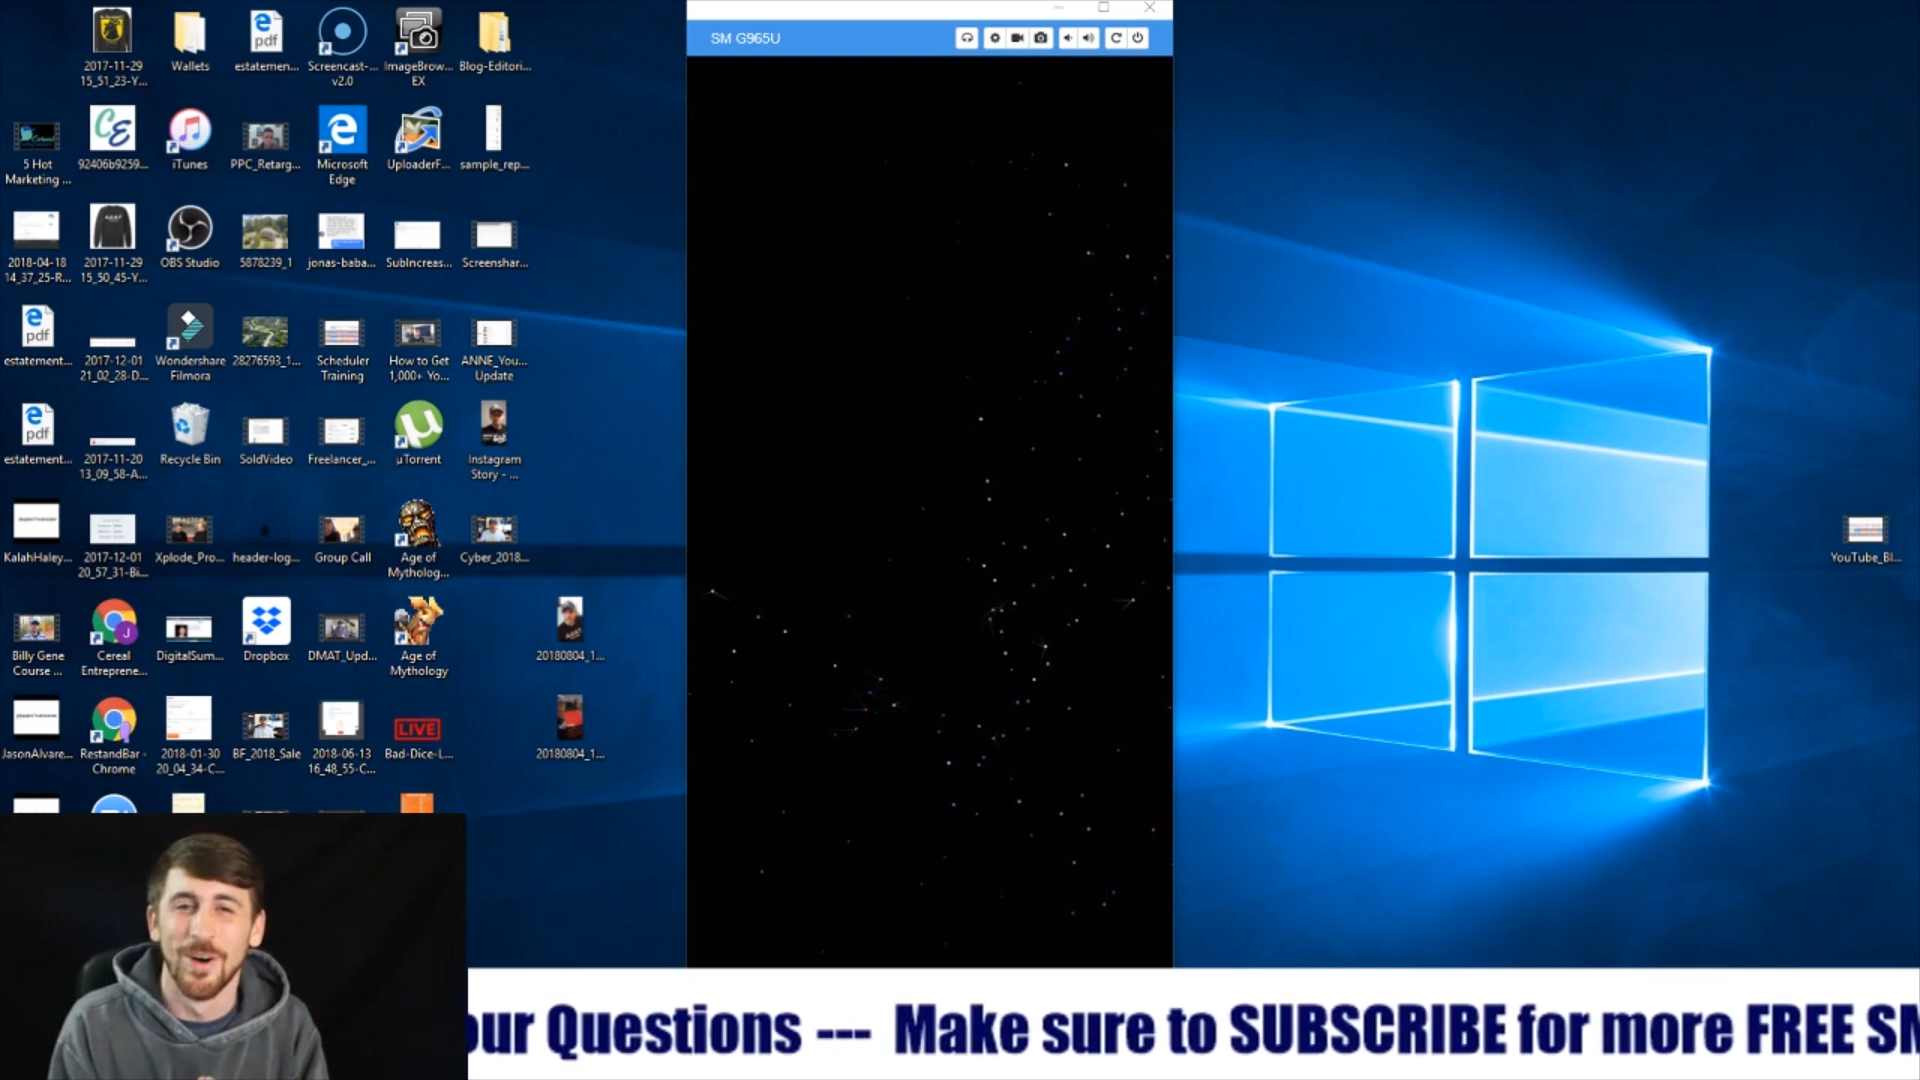 SM G965U
2017-11-29
15_51_23-Y...
Wallets
estatemen...
Screencast-...
v2.0
ImageBrow...
EX
Blog-Editori...
5 Hot
Marketing ...
92406b9259...
iTunes
PPC_Retarg...
Microsoft
Edge
UploaderF...
sample_rep...
2018-04-18
14_37_25-R...
2017-11-29
15_50_45-Y...
OBS Studio
5878239_1
jonas-baba...
SubIncreas...
Screenshar...
pdf
estatement...
2017-12-01
21_02_28-D...
Wondershare
Filmora
28276593_1...
Scheduler
Training
How to Get
1,000+ Yo...
ANNE_You...
Update
pdf
estatement...
2017-11-20
13_09_58-A...
Recycle Bin
SoldVideo
Freelancer_...
µTorrent
Instagram
Story - ...
KalahHaley...
2017-12-01
20_57_31-Bi...
Xplode_Pro...
header-log...
Group Call
Age of
Mytholog...
Cyber_2018...
YouTube_Bl...
Billy Gene
Course ...
Cereal
Entreprene...
DigitalSum...
Dropbox
DMAT_Upd...
Age of
Mythology
20180804_1...
JasonAlvare...
RestandBar -
Chrome
2018-01-30
20_04_34-C...
BF_2018_Sale
2018-06-13
16_48_55-C...
LIVE
Bad-Dice-L...
20180804_1...
our Questions --- Make sure to SUBSCRIBE for more FREE SM